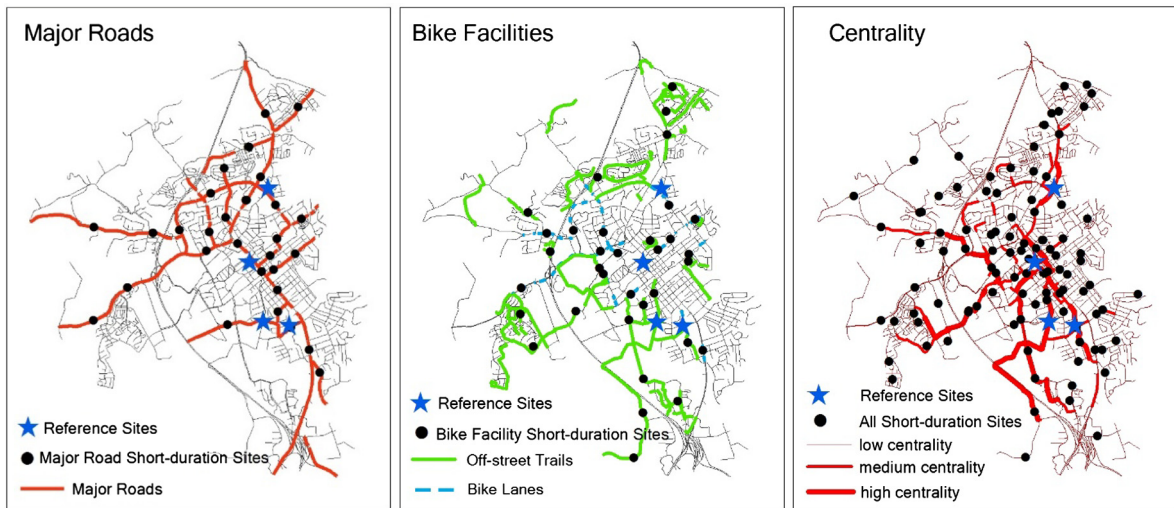 Major Roads
Reference Sites
Major Road Short-duration Sites
Major Roads
Bike Facilities
Reference Sites
Bike Facility Short-duration Sites
Off-street Trails
Bike Lanes
Centrality
Reference Sites
All Short-duration Sites
low centrality
medium centrality
high centrality